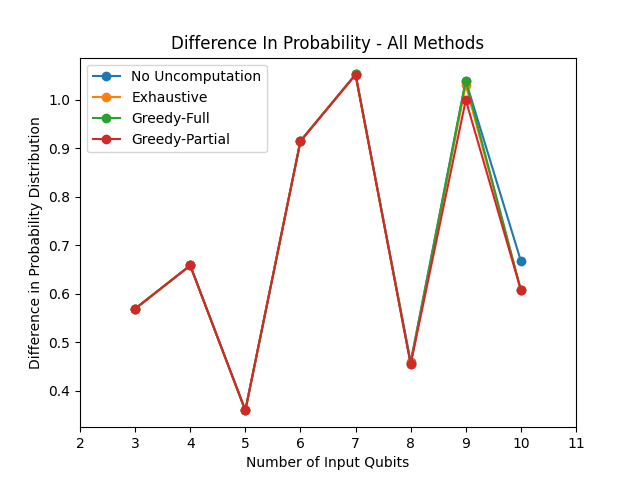 Difference In Probability - All Methods
No Uncomputation
Exhaustive
Greedy-Full
Greedy-Partial
Difference in Probability Distribution
1.0
0.9
0.8
0.7
0.6
0.5
0.4
2 3 4 5 6 7 8 9 10 11
Number of Input Qubits